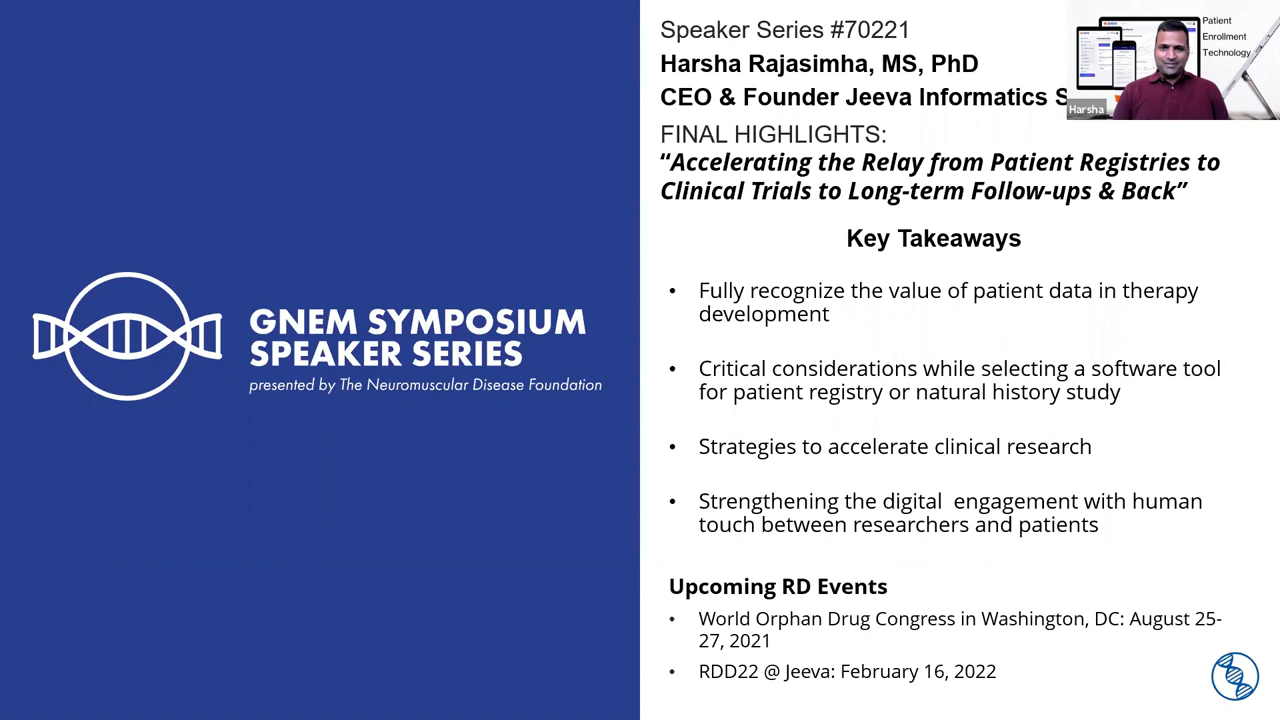 GNEM SYMPOSIUM
SPEAKER SERIES
presented by The Neuromuscular Disease Foundation
Speaker Series #70221
Harsha Rajasimha, MS, PhD
CEO & Founder Jeeva Informatics S
FINAL HIGHLIGHTS:
“Accelerating the Relay from Patient Registries to
Clinical Trials to Long-term Follow-ups & Back”
Key Takeaways
• Fully recognize the value of patient data in therapy
development
• Critical considerations while selecting a software tool
for patient registry or natural history study
• Strategies to accelerate clinical research
• Strengthening the digital  engagement with human
touch between researchers and patients
Upcoming RD Events
• World Orphan Drug Congress in Washington, DC: August 25-
27, 2021
• RDD22 @ Jeeva: February 16, 2022
Patient
Enrollment
Technology
Harsha